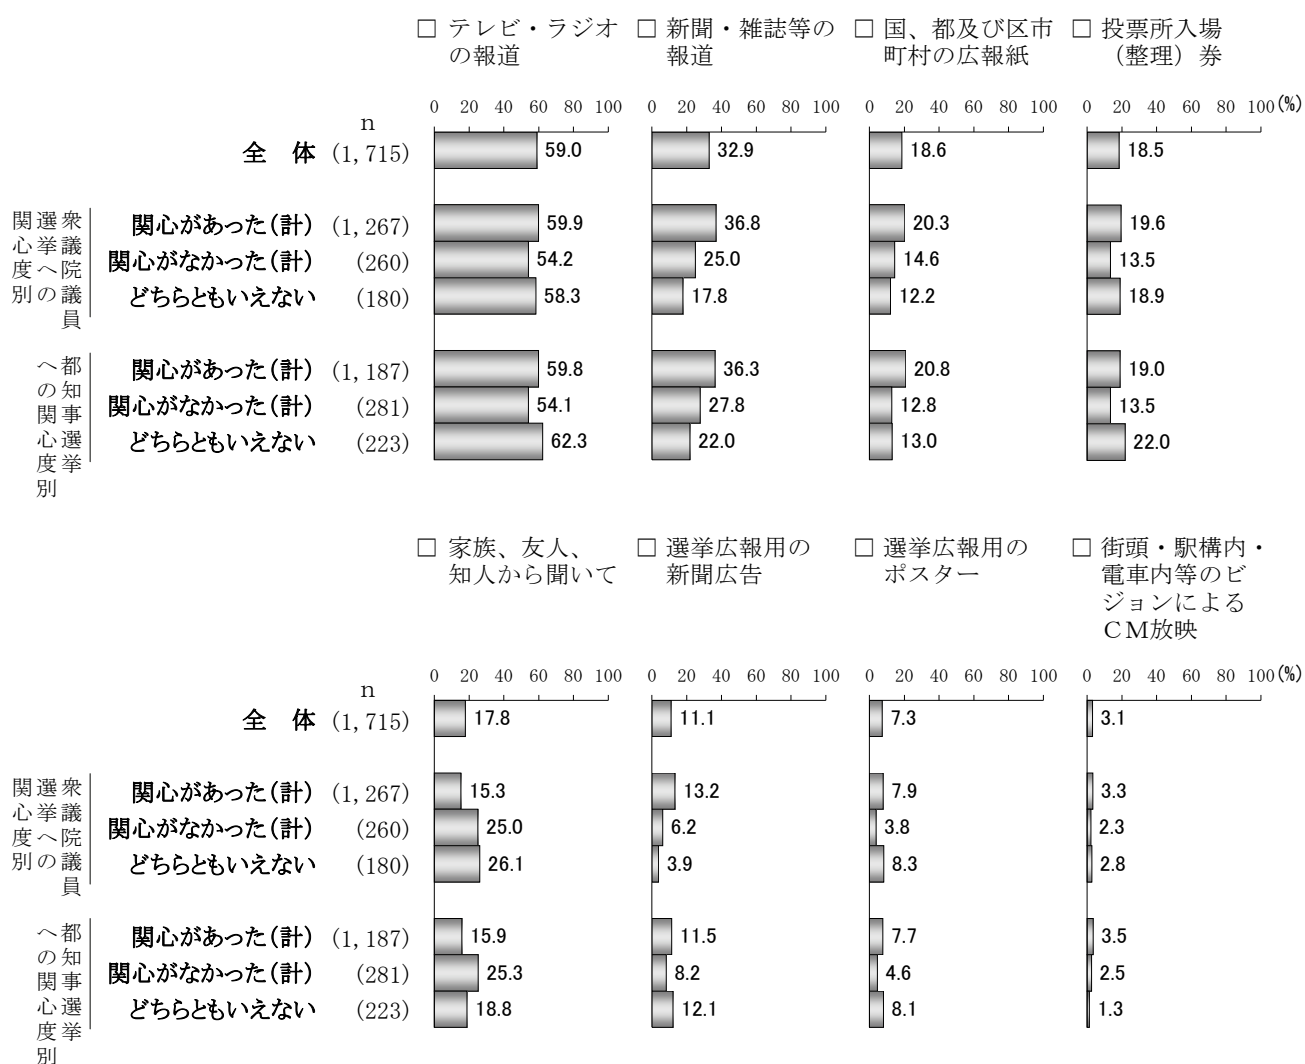 □ テレビ・ラジオ
の報道
□ 新聞・雑誌等の
報道
□ 国、都及び区市
町村の広報紙
□ 投票所入場
（整理）券
0 20 40 60 80 100
0 20 40 60 80 100
0 20 40 60 80 100
0 20 40 60 80 100(%)
n
全 体 (1,715) 59.0 32.9 18.6 18.5
衆議院議員
選挙への
関心度別
関心があった(計) (1,267) 59.9 36.8 20.3 19.6
関心がなかった(計) (260) 54.2 25.0 14.6 13.5
どちらともいえない (180) 58.3 17.8 12.2 18.9
都知事選挙
への関心度別
関心があった(計) (1,187) 59.8 36.3 20.8 19.0
関心がなかった(計) (281) 54.1 27.8 12.8 13.5
どちらともいえない (223) 62.3 22.0 13.0 22.0
□ 家族、友人、
知人から聞いて
□ 選挙広報用の
新聞広告
□ 選挙広報用の
ポスター
□ 街頭・駅構内・
電車内等のビ
ジョンによる
ＣＭ放映
0 20 40 60 80 100
0 20 40 60 80 100
0 20 40 60 80 100
0 20 40 60 80 100(%)
n
全 体 (1,715) 17.8 11.1 7.3 3.1
衆議院議員
選挙への
関心度別
関心があった(計) (1,267) 15.3 13.2 7.9 3.3
関心がなかった(計) (260) 25.0 6.2 3.8 2.3
どちらともいえない (180) 26.1 3.9 8.3 2.8
都知事選挙
への関心度別
関心があった(計) (1,187) 15.9 11.5 7.7 3.5
関心がなかった(計) (281) 25.3 8.2 4.6 2.5
どちらともいえない (223) 18.8 12.1 8.1 1.3